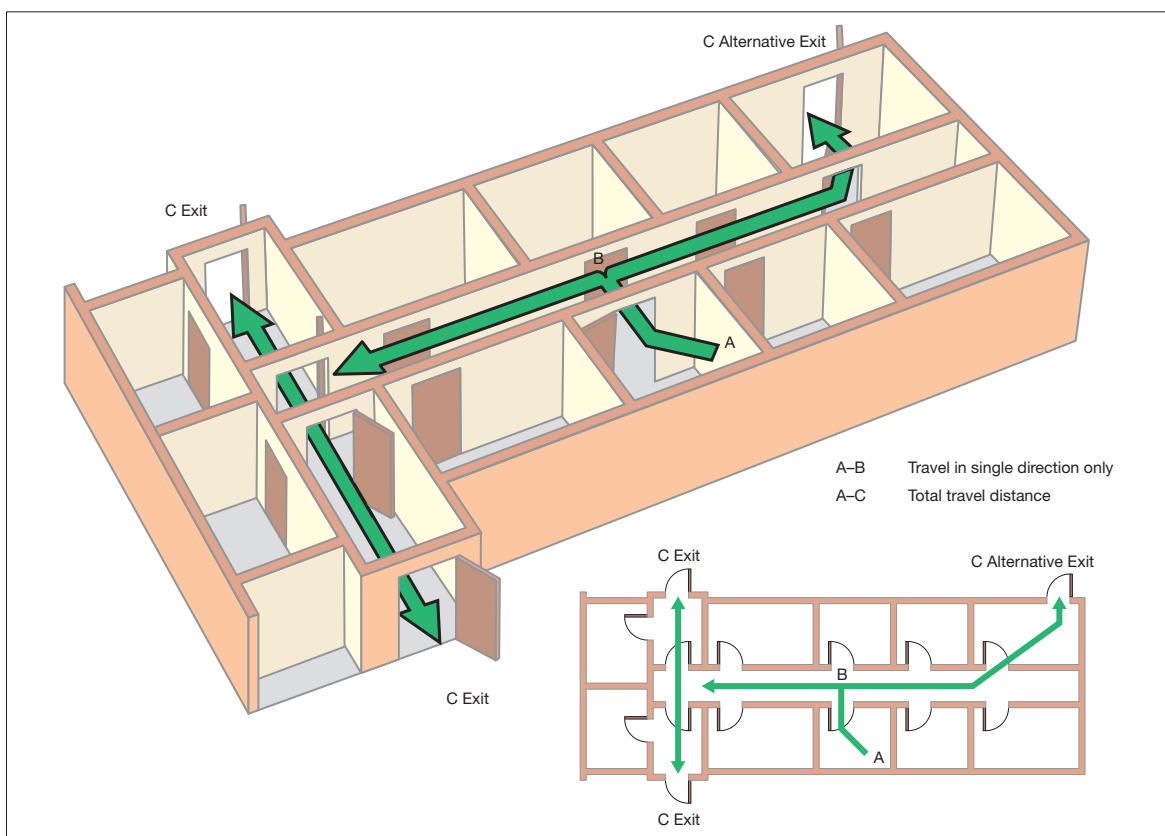 C Alternative Exit
C Exit
B
A
A–B Travel in single direction only
A–C Total travel distance
C Exit
C Exit
C Alternative Exit
B
A
C Exit